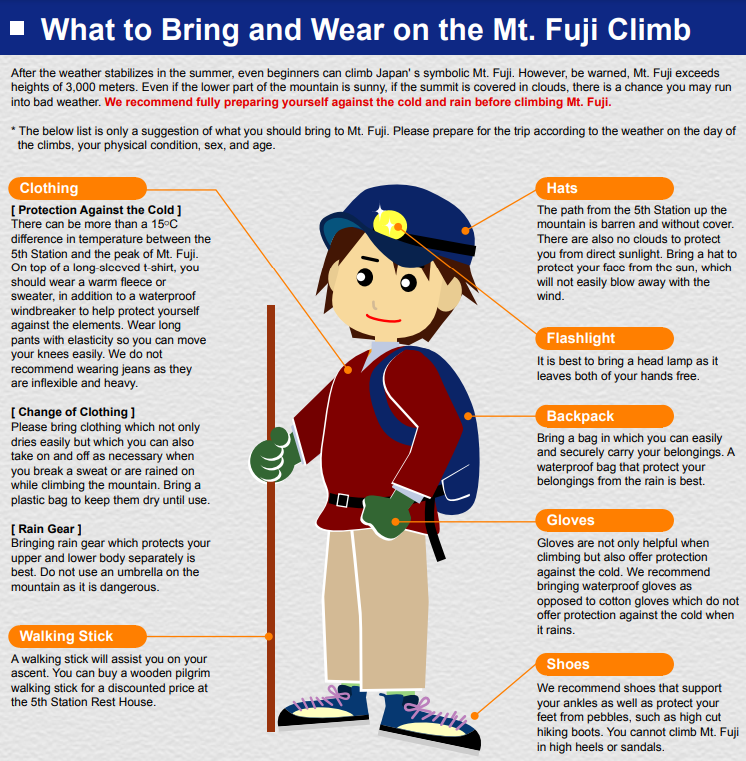 What to Bring and Wear on the Mt. Fuji Climb
After the weather stabilizes in the summer, even beginners can climb Japan' s symbolic Mt. Fuji. However, be warned, Mt. Fuji exceeds
heights of 3,000 meters. Even if the lower part of the mountain is sunny, if the summit is covered in clouds, there is a chance you may run
into bad weather. We recommend fully preparing yourself against the cold and rain before climbing Mt. Fuji.
* The below list is only a suggestion of what you should bring to Mt. Fuji. Please prepare for the trip according to the weather on the day of
the climbs, your physical condition, sex, and age.
Clothing
[ Protection Against the Cold ]
There can be more than a 15°C
difference in temperature between the
5th Station and the peak of Mt. Fuji.
On top of a long-sleeved t-shirt, you
should wear a warm fleece or
sweater, in addition to a waterproof
windbreaker to help protect yourself
against the elements. Wear long
pants with elasticity so you can move
your knees easily. We do not
recommend wearing jeans as they
are inflexible and heavy.
[ Change of Clothing ]
Please bring clothing which not only
dries easily but which you can also
take on and off as necessary when
you break a sweat or are rained on
while climbing the mountain. Bring a
plastic bag to keep them dry until use.
[ Rain Gear ]
Bringing rain gear which protects your
upper and lower body separately is
best. Do not use an umbrella on the
mountain as it is dangerous.
Walking Stick
A walking stick will assist you on your
ascent. You can buy a wooden pilgrim
walking stick for a discounted price at
the 5th Station Rest House.
Hats
The path from the 5th Station up the
mountain is barren and without cover.
There are also no clouds to protect
you from direct sunlight. Bring a hat to
protect your face from the sun, which
will not easily blow away with the
wind.
Flashlight
It is best to bring a head lamp as it
leaves both of your hands free.
Backpack
Bring a bag in which you can easily
and securely carry your belongings. A
waterproof bag that protect your
belongings from the rain is best.
Gloves
Gloves are not only helpful when
climbing but also offer protection
against the cold. We recommend
bringing waterproof gloves as
opposed to cotton gloves which do not
offer protection against the cold when
it rains.
Shoes
We recommend shoes that support
your ankles as well as protect your
feet from pebbles, such as high cut
hiking boots. You cannot climb Mt. Fuji
in high heels or sandals.